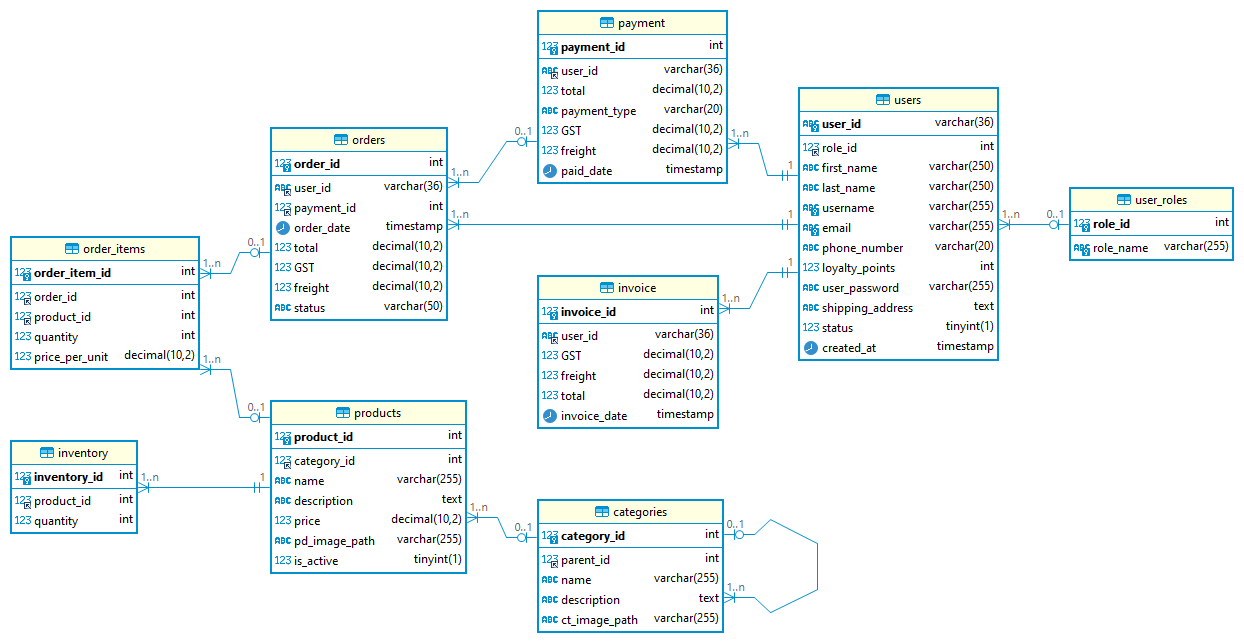 payment
123 payment_id int
ABC user_id varchar(36)
123 total decimal(10,2)
ABC payment_type varchar(20)
123 GST decimal(10,2)
123 freight decimal(10,2)
paid_date timestamp
0..1
1..n
1
users
ABC user_id varchar(36)
123 role_id int
ABC first_name varchar(250)
ABC last_name varchar(250)
ABC username varchar(255)
ABC email varchar(255)
ABC phone_number varchar(20)
123 loyalty_points int
ABC user_password varchar(255)
ABC shipping_address text
123 status tinyint(1)
created_at timestamp
1..n
0..1
user_roles
123 role_id int
ABC role_name varchar(255)
orders
123 order_id int
ABC user_id varchar(36)
123 payment_id int
order_date timestamp
123 total decimal(10,2)
123 GST decimal(10,2)
123 freight decimal(10,2)
ABC status varchar(50)
1..n
1..n
1
order_items
123 order_item_id int
123 order_id int
123 product_id int
123 quantity int
123 price_per_unit decimal(10,2)
1..n
0..1
1..n
0..1
invoice
123 invoice_id int
ABC user_id varchar(36)
123 GST decimal(10,2)
123 freight decimal(10,2)
123 total decimal(10,2)
invoice_date timestamp
1..n
1
products
123 product_id int
123 category_id int
ABC name varchar(255)
ABC description text
123 price decimal(10,2)
ABC pd_image_path varchar(255)
123 is_active tinyint(1)
1..n
0..1
inventory
123 inventory_id int
123 product_id int
123 quantity int
1..n
1
categories
123 category_id int
123 parent_id int
ABC name varchar(255)
ABC description text
ABC ct_image_path varchar(255)
0..1
1..n